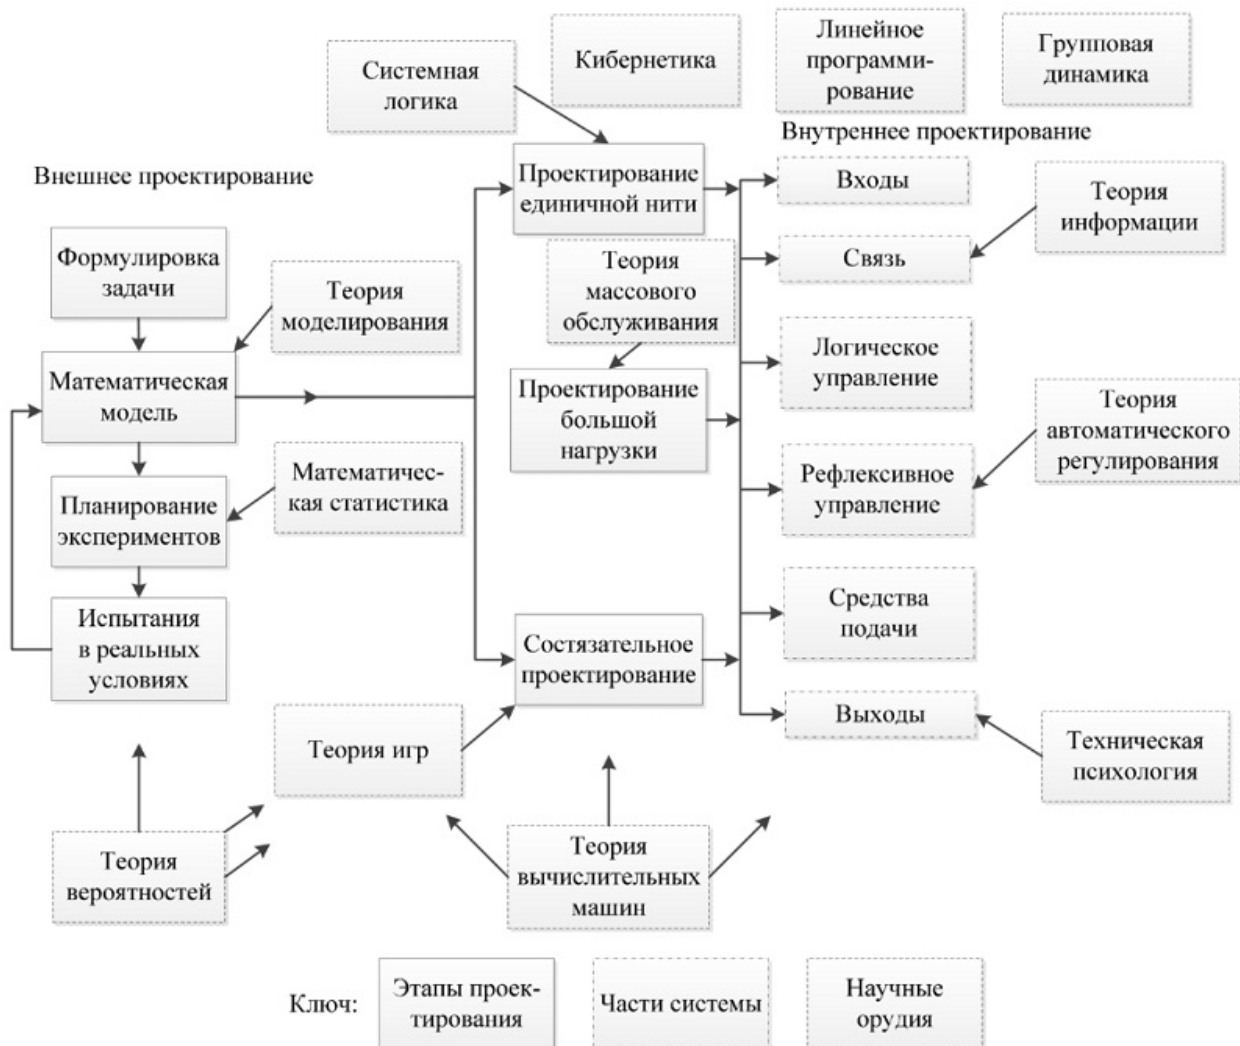 Системная
логика
Кибернетика
Линейное
программи-
рование
Групповая
динамика
Внешнее проектирование
Внутреннее проектирование
Формулировка
задачи
Теория
моделирования
Математическая
модель
Математичес-
кая статистика
Планирование
экспериментов
Испытания
в реальных
условиях
Проектирование
единичной нити
Теория
массового
обслуживания
Проектирование
большой
нагрузки
Состязательное
проектирование
Теория игр
Входы
Связь
Логическое
управление
Рефлексивное
управление
Средства
подачи
Выходы
Теория
информации
Теория
автоматического
регулирования
Техническая
психология
Теория
вероятностей
Теория
вычислительных
машин
Ключ:
Этапы проек-
тирования
Части системы
Научные
орудия